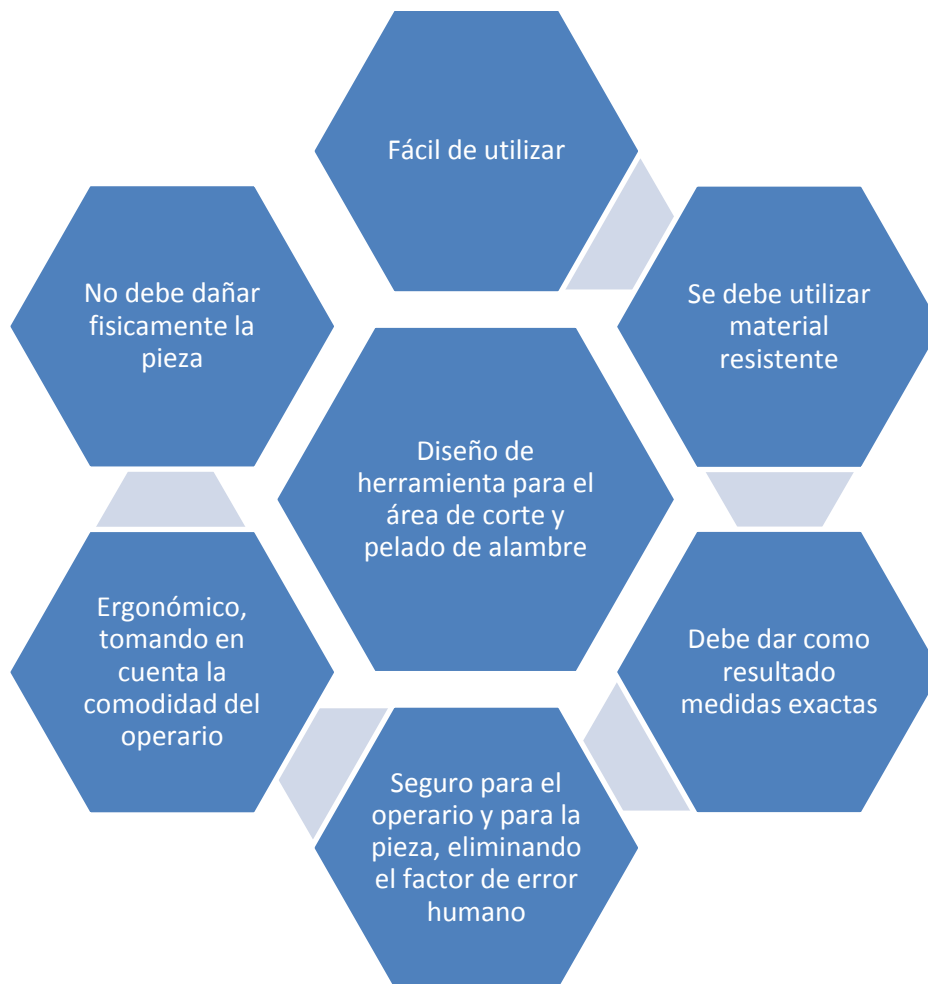 Fácil de utilizar
Se debe utilizar
material
resistente
Debe dar como
resultado
medidas exactas
Seguro para el
operario y para la
pieza, eliminando
el factor de error
humano
Ergonómico,
tomando en
cuenta la
comodidad del
operario
No debe dañar
fisicamente la
pieza
Diseño de
herramienta para el
área de corte y
pelado de alambre